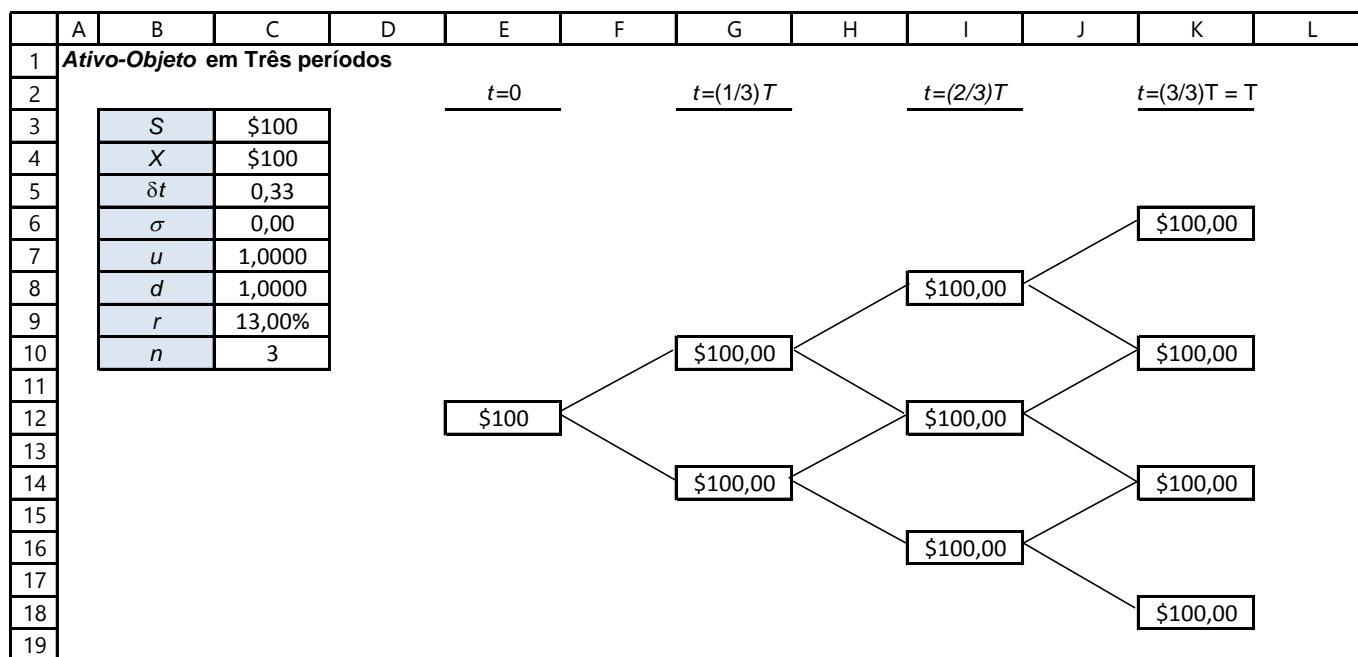 A B C D E F G H I J K L
1 Ativo-Objeto em Três períodos
2 t=0 t=(1/3)T t=(2/3)T t=(3/3)T = T
3 S $100
4 X $100
5 δt 0,33
6 σ 0,00 $100,00
7 u 1,0000
8 d 1,0000 $100,00
9 r 13,00%
10 n 3 $100,00 $100,00
11
12 $100 $100,00
13
14 $100,00 $100,00
15
16 $100,00
17
18 $100,00
19